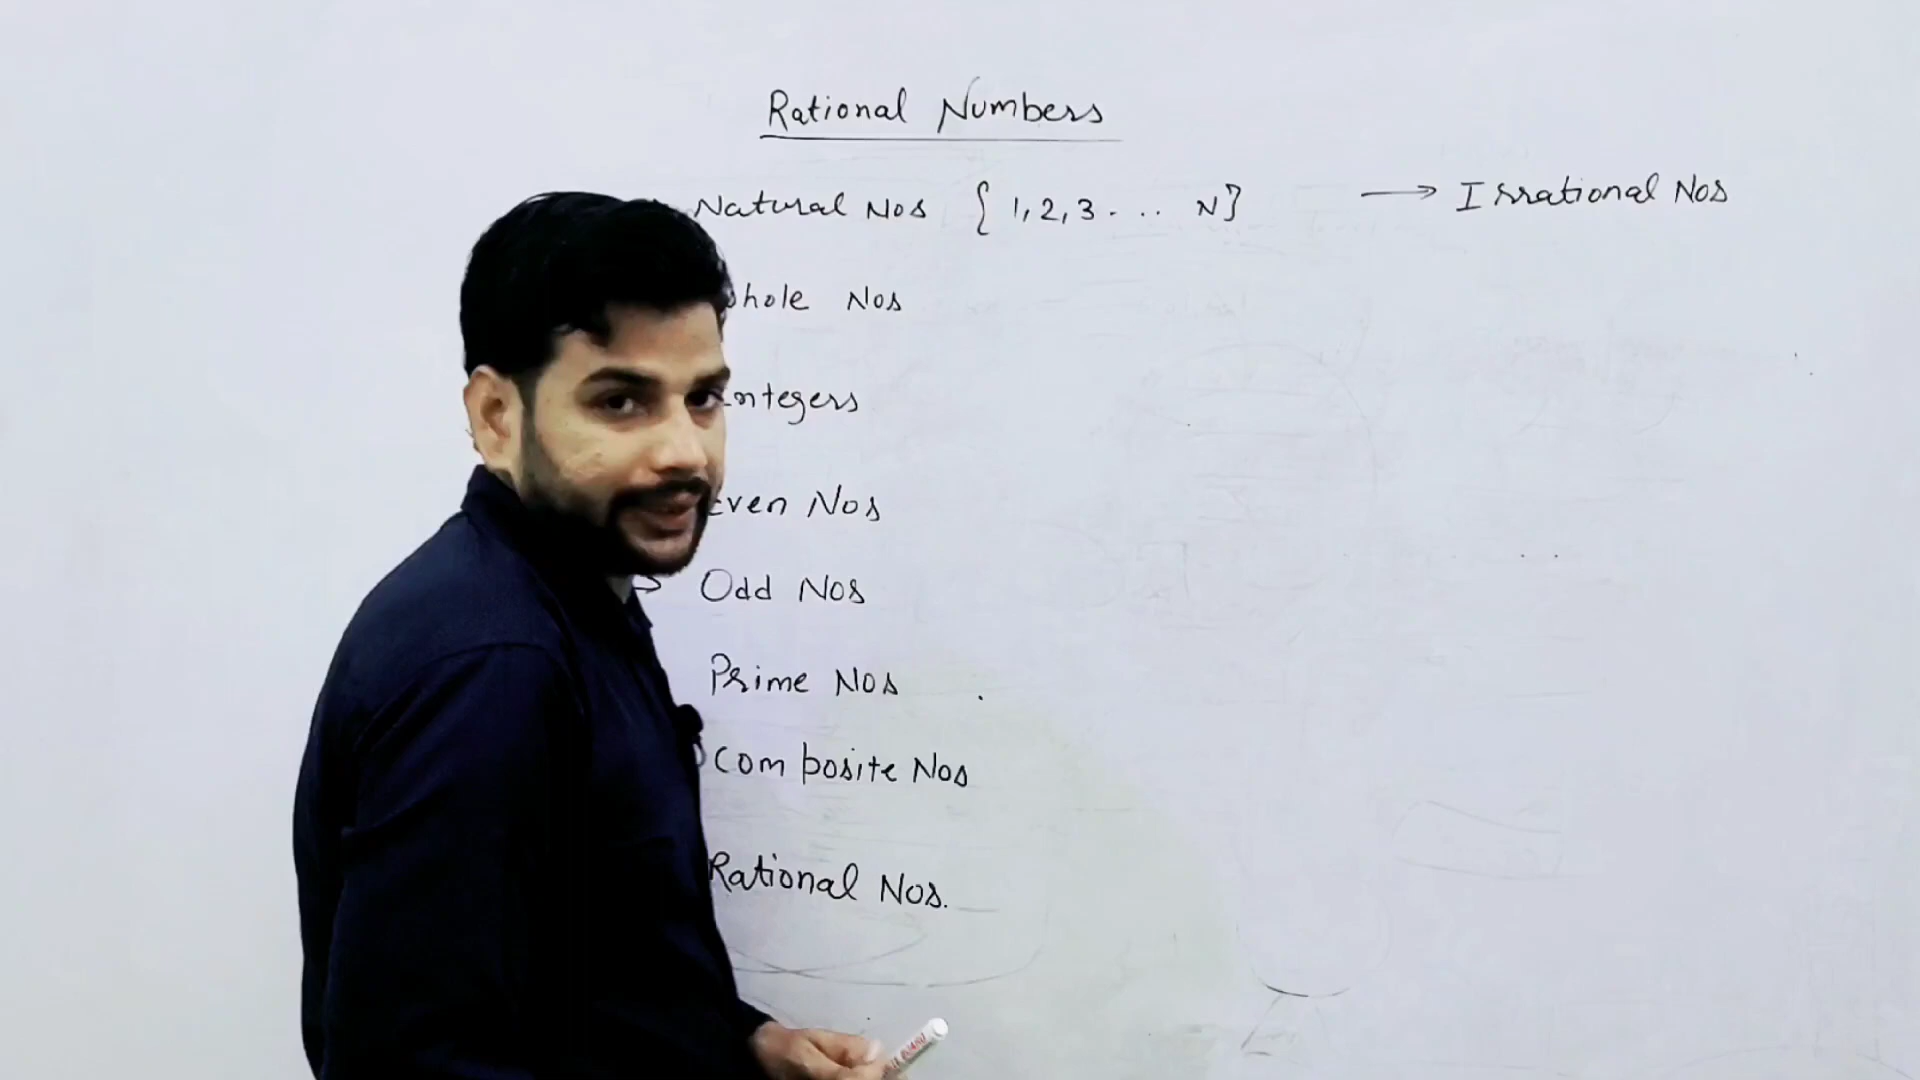 Rational Numbers
Natural Nos { 1, 2, 3 . . . . N} → Irrational Nos
hole Nos
Integers
Even Nos
→ Odd Nos
Prime Nos
Composite Nos
Rational Nos.